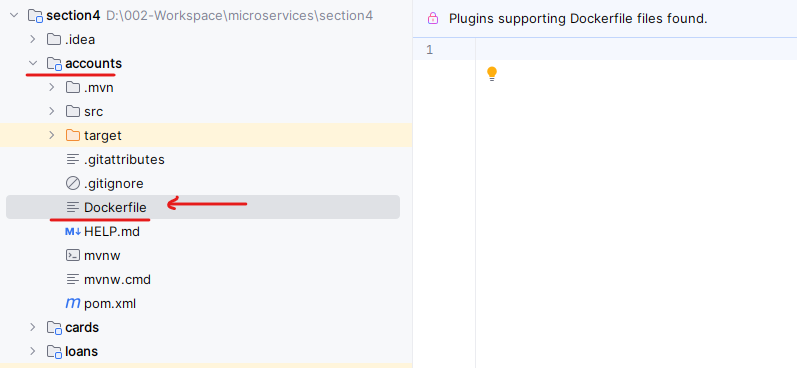 section4 D:\002-Workspace\microservices\section4
.idea
accounts
.mvn
src
target
.gitattributes
.gitignore
Dockerfile
M↓ HELP.md
mvnw
mvnw.cmd
m pom.xml
cards
loans
Plugins supporting Dockerfile files found.
1